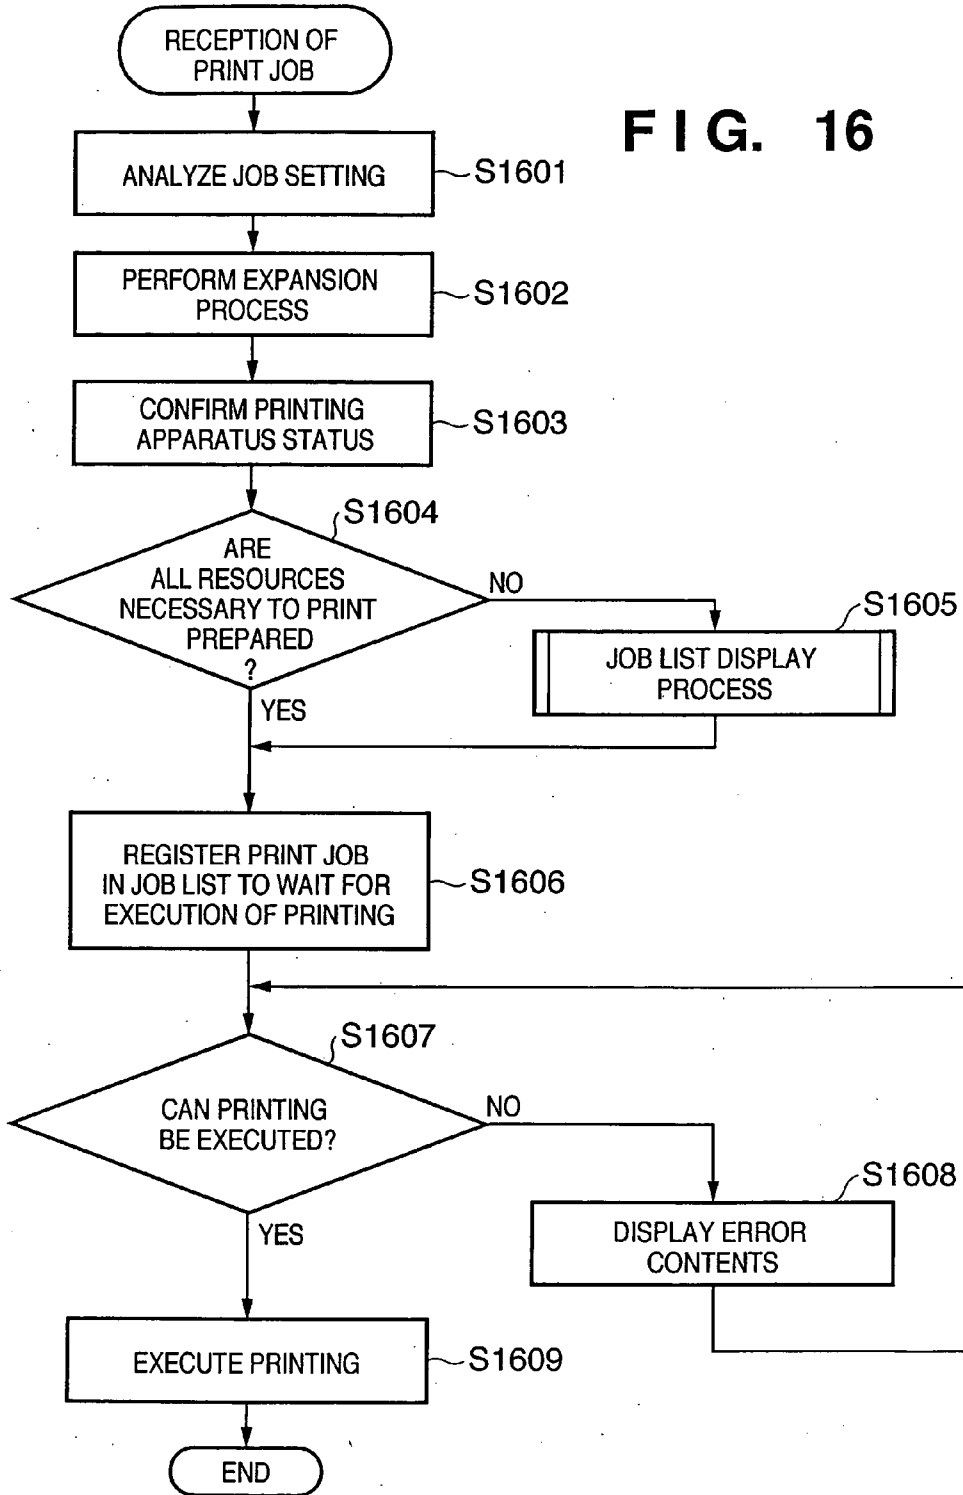 RECEPTION OF
PRINT JOB
F I G. 16
ANALYZE JOB SETTING
S1601
PERFORM EXPANSION
PROCESS
S1602
CONFIRM PRINTING
APPARATUS STATUS
S1603
S1604
ARE
ALL RESOURCES
NECESSARY TO PRINT
PREPARED
?
NO
S1605
JOB LIST DISPLAY
PROCESS
YES
REGISTER PRINT JOB
IN JOB LIST TO WAIT FOR
EXECUTION OF PRINTING
S1606
S1607
CAN PRINTING
BE EXECUTED?
NO
S1608
DISPLAY ERROR
CONTENTS
YES
EXECUTE PRINTING
S1609
END